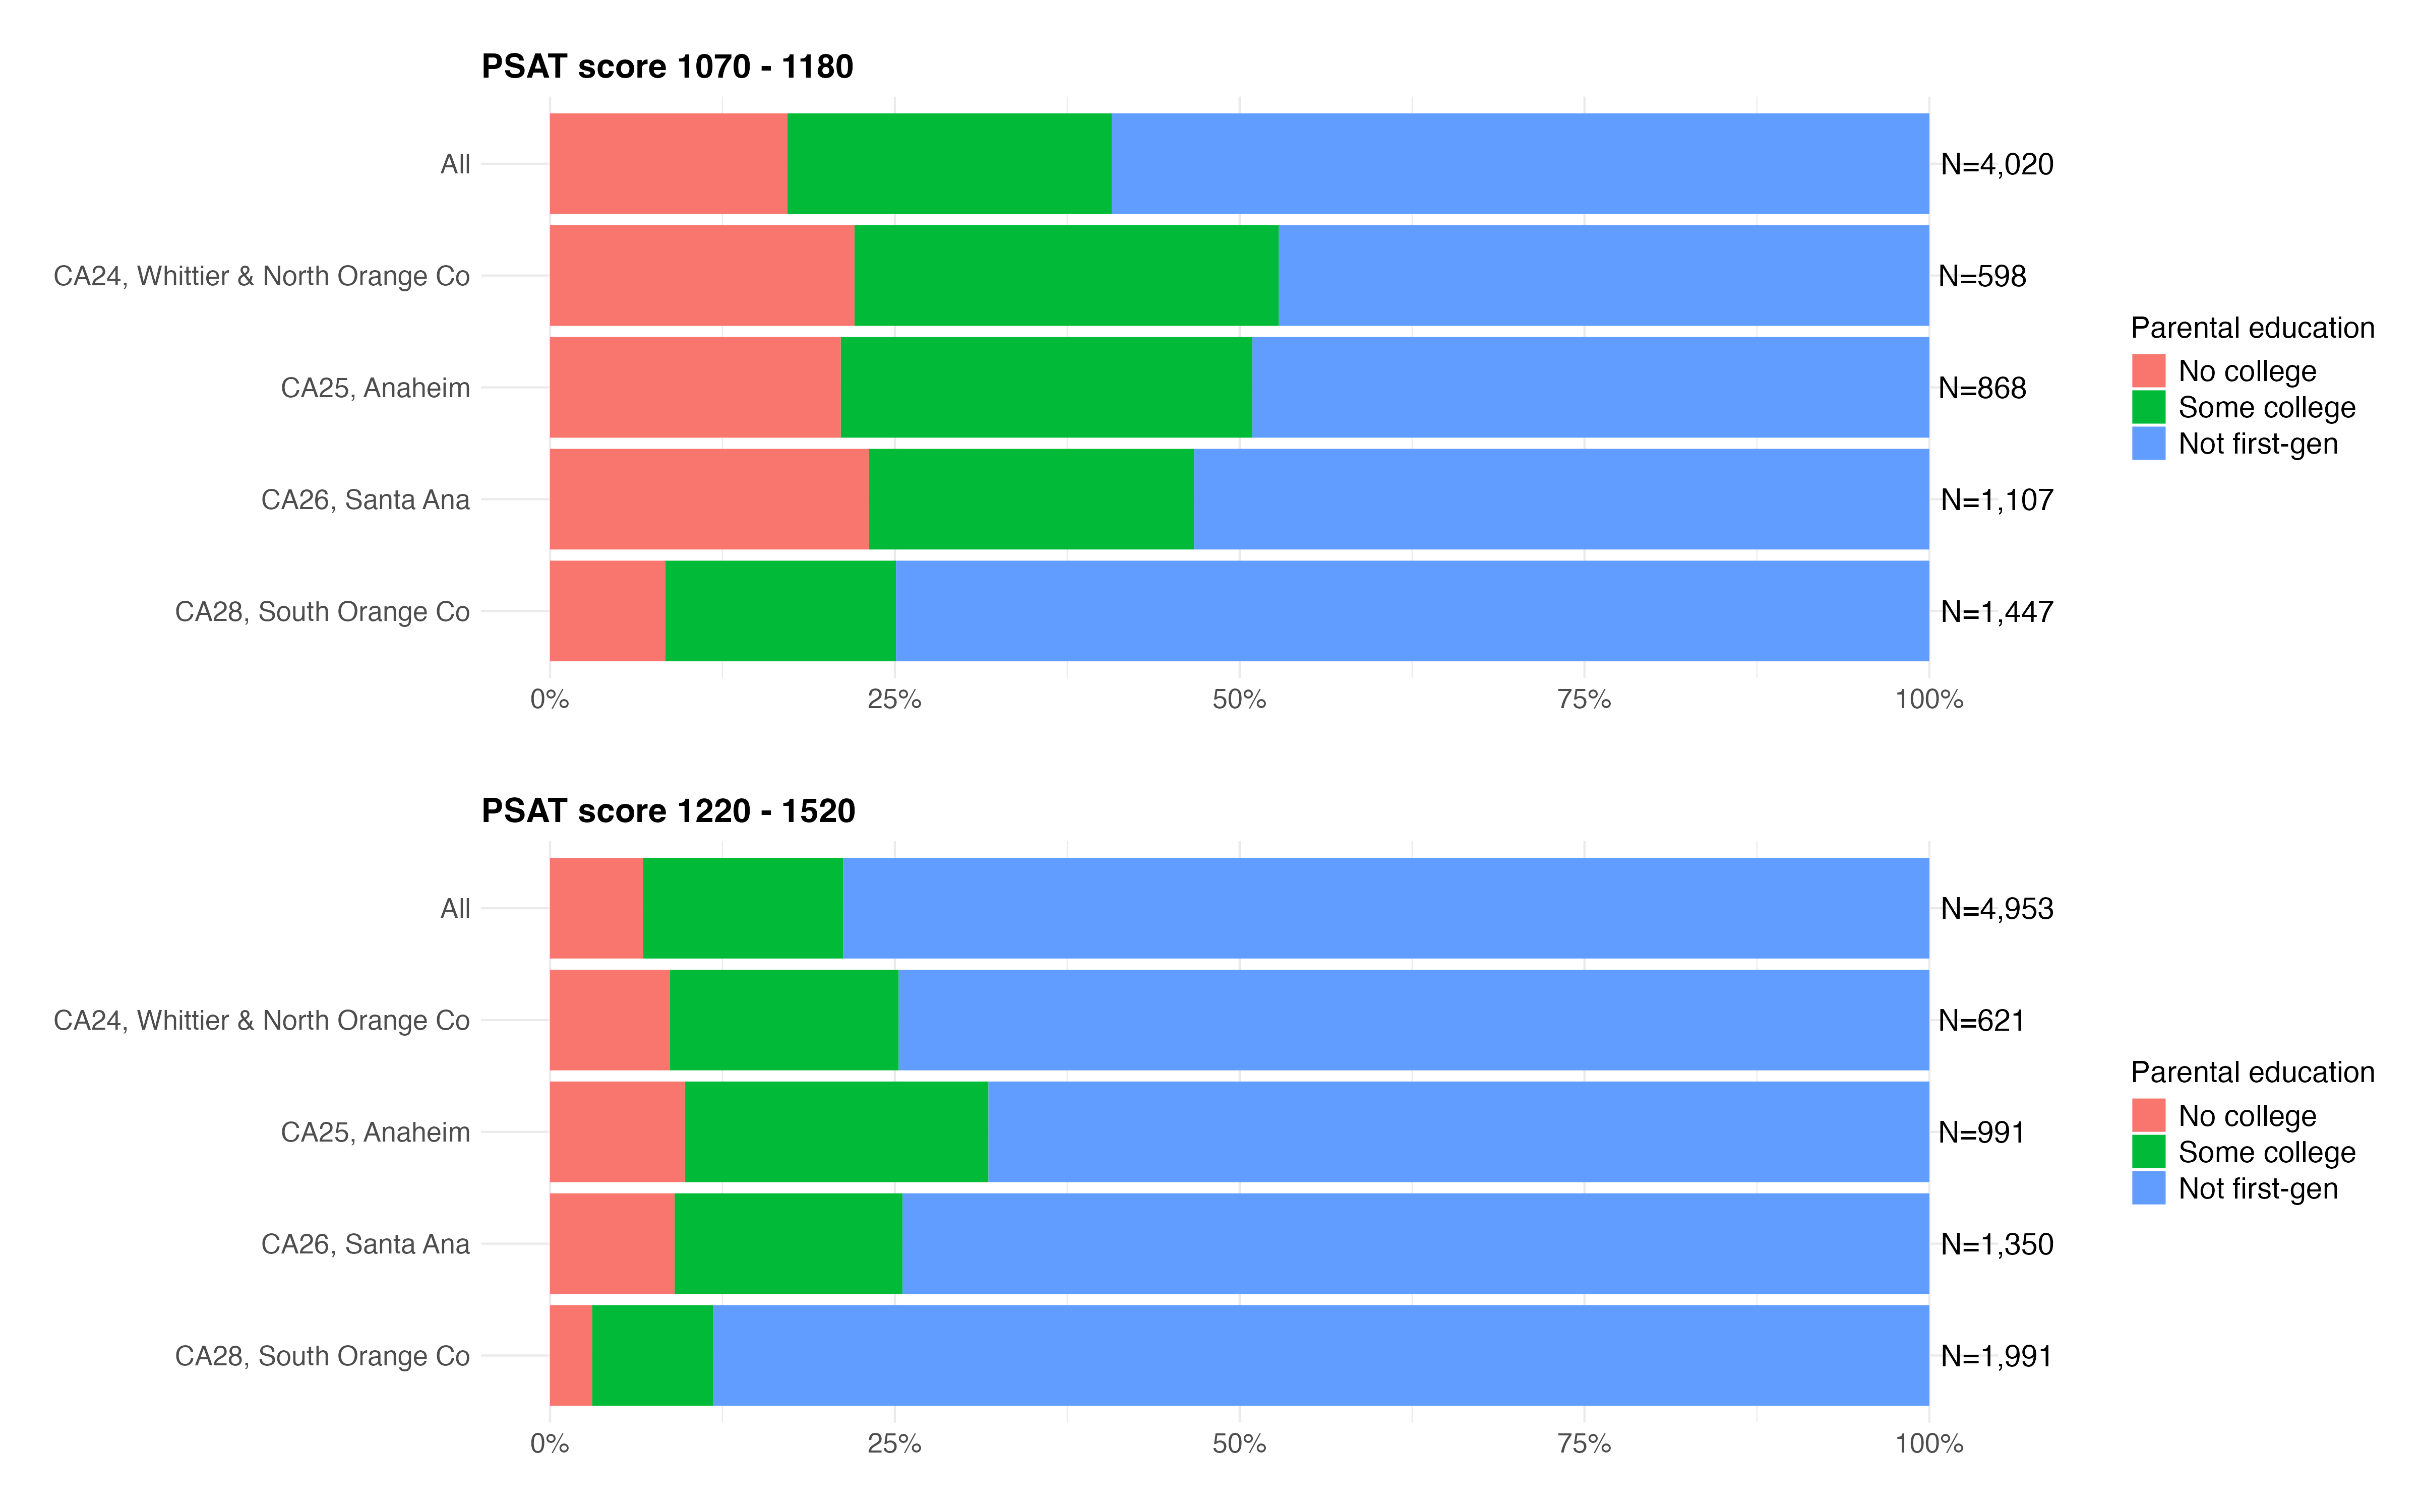 PSAT score 1070 - 1180
All
N=4,020
CA24, Whittier & North Orange Co
N=598
CA25, Anaheim
N=868
CA26, Santa Ana
N=1,107
CA28, South Orange Co
N=1,447
0% 25% 50% 75% 100%
Parental education
No college
Some college
Not first-gen
PSAT score 1220 - 1520
All
N=4,953
CA24, Whittier & North Orange Co
N=621
CA25, Anaheim
N=991
CA26, Santa Ana
N=1,350
CA28, South Orange Co
N=1,991
0% 25% 50% 75% 100%
Parental education
No college
Some college
Not first-gen